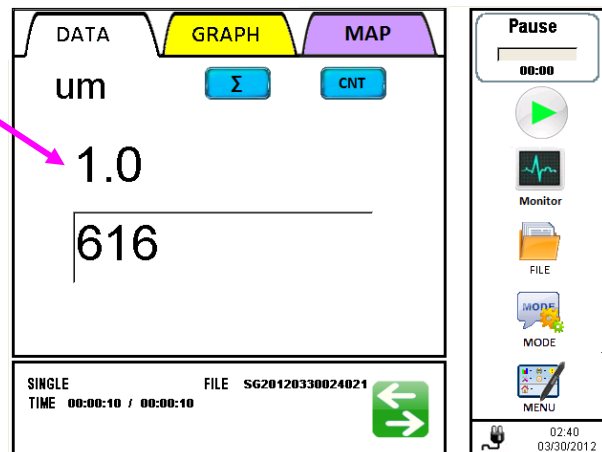 DATA GRAPH MAP
um Σ CNT
1.0
616
SINGLE FILE SG20120330024021
TIME 00:00:10 / 00:00:10
Pause
00:00
Monitor
FILE
MODE
MODE
MENU
02:40
03/30/2012